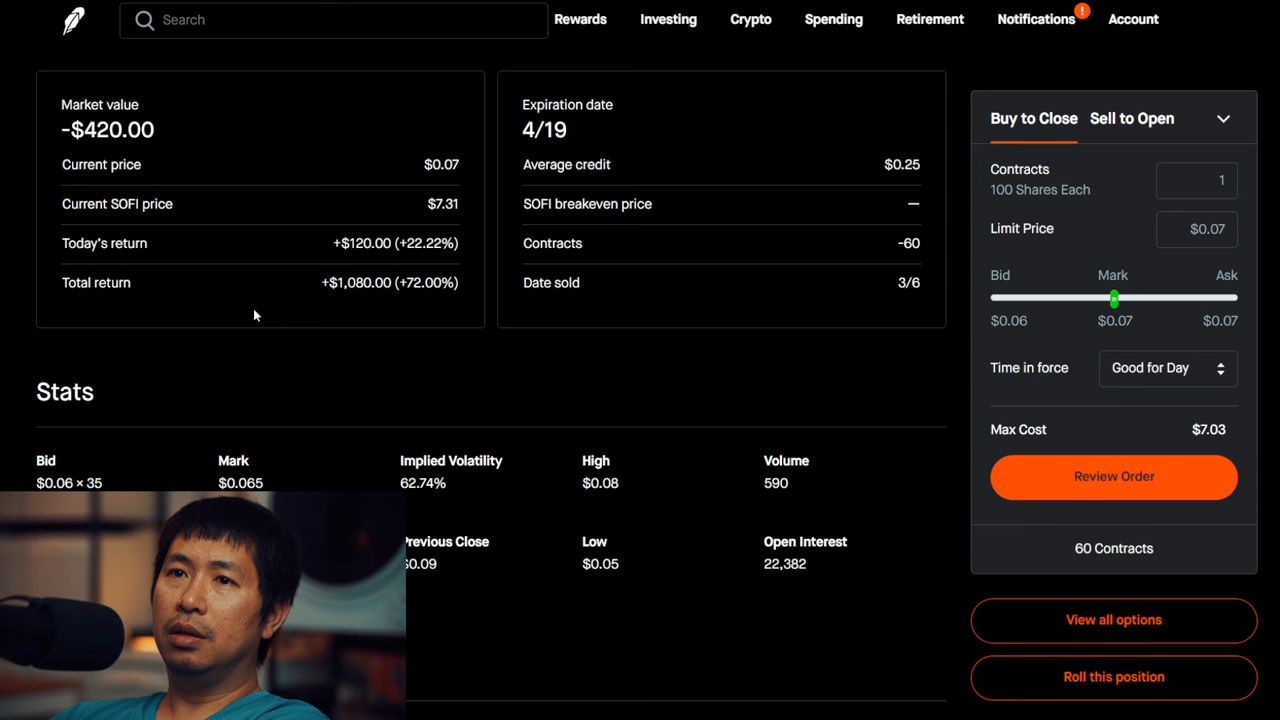 Search
Rewards
Investing
Crypto
Spending
Retirement
Notifications
!
Account
Market value
-$420.00
Current price
$0.07
Current SOFI price
$7.31
Today's return
+$120.00 (+22.22%)
Total return
+$1,080.00 (+72.00%)
Expiration date
4/19
Average credit
$0.25
SOFI breakeven price
—
Contracts
-60
Date sold
3/6
Buy to Close
Sell to Open
Contracts
1
100 Shares Each
Limit Price
$0.07
Bid
Mark
Ask
$0.06
$0.07
$0.07
Time in force
Good for Day
Max Cost
$7.03
Review Order
60 Contracts
View all options
Roll this position
Stats
Bid
$0.06 × 35
Mark
$0.065
Implied Volatility
62.74%
High
$0.08
Volume
590
Previous Close
$0.09
Low
$0.05
Open Interest
22,382